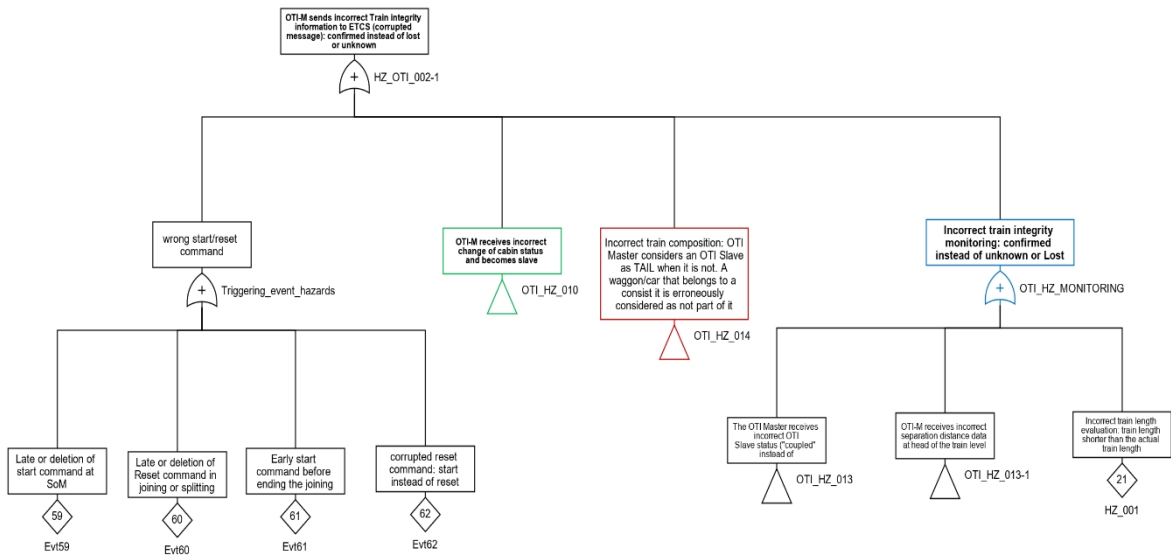 OTI-M sends incorrect Train integrity
information to ETCS (corrupted
message): confirmed instead of lost
or unknown
+
HZ_OTI_002-1
wrong start/reset
command
+
Triggering_event_hazards
OTI-M receives incorrect
change of cabin status
and becomes slave
OTI_HZ_010
Incorrect train composition: OTI
Master considers an OTI Slave
as TAIL when it is not. A
waggon/car that belongs to a
consist it is erroneously
considered as not part of it
OTI_HZ_014
Incorrect train integrity
monitoring: confirmed
instead of unknown or Lost
+
OTI_HZ_MONITORING
Late or deletion of
start command at
SoM
59
Evt59
Late or deletion of
Reset command in
joining or splitting
60
Evt60
Early start
command before
ending the joining
61
Evt61
corrupted reset
command: start
instead of reset
62
Evt62
The OTI Master receives
incorrect OTI
Slave status ("coupled"
instead of
OTI_HZ_013
OTI-M receives incorrect
separation distance data
at head of the train level
OTI_HZ_013-1
Incorrect train length
evaluation: train length
shorter than the actual
train length
21
HZ_001